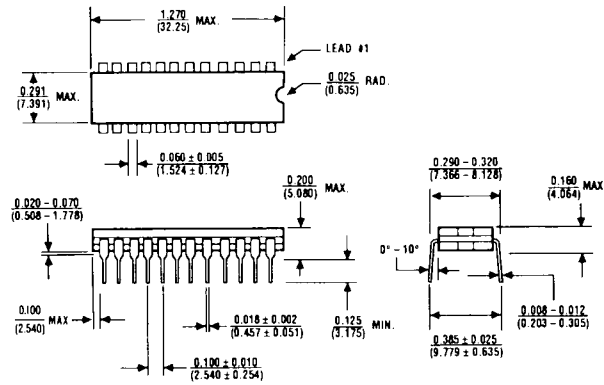 1.270
(32.25) MAX.
LEAD #1
0.291
(7.391) MAX.
0.025
(0.635) RAD.
0.060 ± 0.005
(1.524 ± 0.127)
0.200
(5.080) MAX.
0.290 – 0.320
(7.366 – 8.128)
0.160
(4.064) MAX
0.020 – 0.070
(0.508 – 1.778)
0° – 10°
0.100
(2.540) MAX
0.018 ± 0.002
(0.457 ± 0.051)
0.125
(3.175) MIN.
0.008 – 0.012
(0.203 – 0.305)
0.100 ± 0.010
(2.540 ± 0.254)
0.385 ± 0.025
(9.779 ± 0.635)